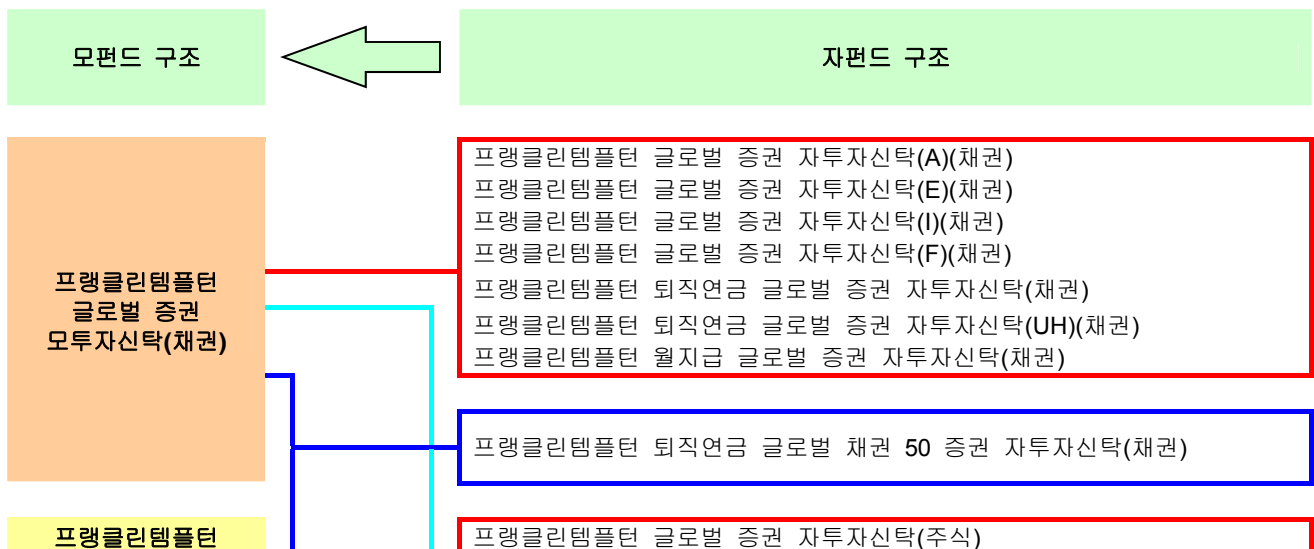 모펀드 구조
자펀드 구조
프랭클린템플턴
글로벌 증권
모투자신탁(채권)
프랭클린템플턴 글로벌 증권 자투자신탁(A)(채권)
프랭클린템플턴 글로벌 증권 자투자신탁(E)(채권)
프랭클린템플턴 글로벌 증권 자투자신탁(I)(채권)
프랭클린템플턴 글로벌 증권 자투자신탁(F)(채권)
프랭클린템플턴 퇴직연금 글로벌 증권 자투자신탁(채권)
프랭클린템플턴 퇴직연금 글로벌 증권 자투자신탁(UH)(채권)
프랭클린템플턴 월지급 글로벌 증권 자투자신탁(채권)
프랭클린템플턴 퇴직연금 글로벌 채권 50 증권 자투자신탁(채권)
프랭클린템플턴
프랭클린템플턴 글로벌 증권 자투자신탁(주식)